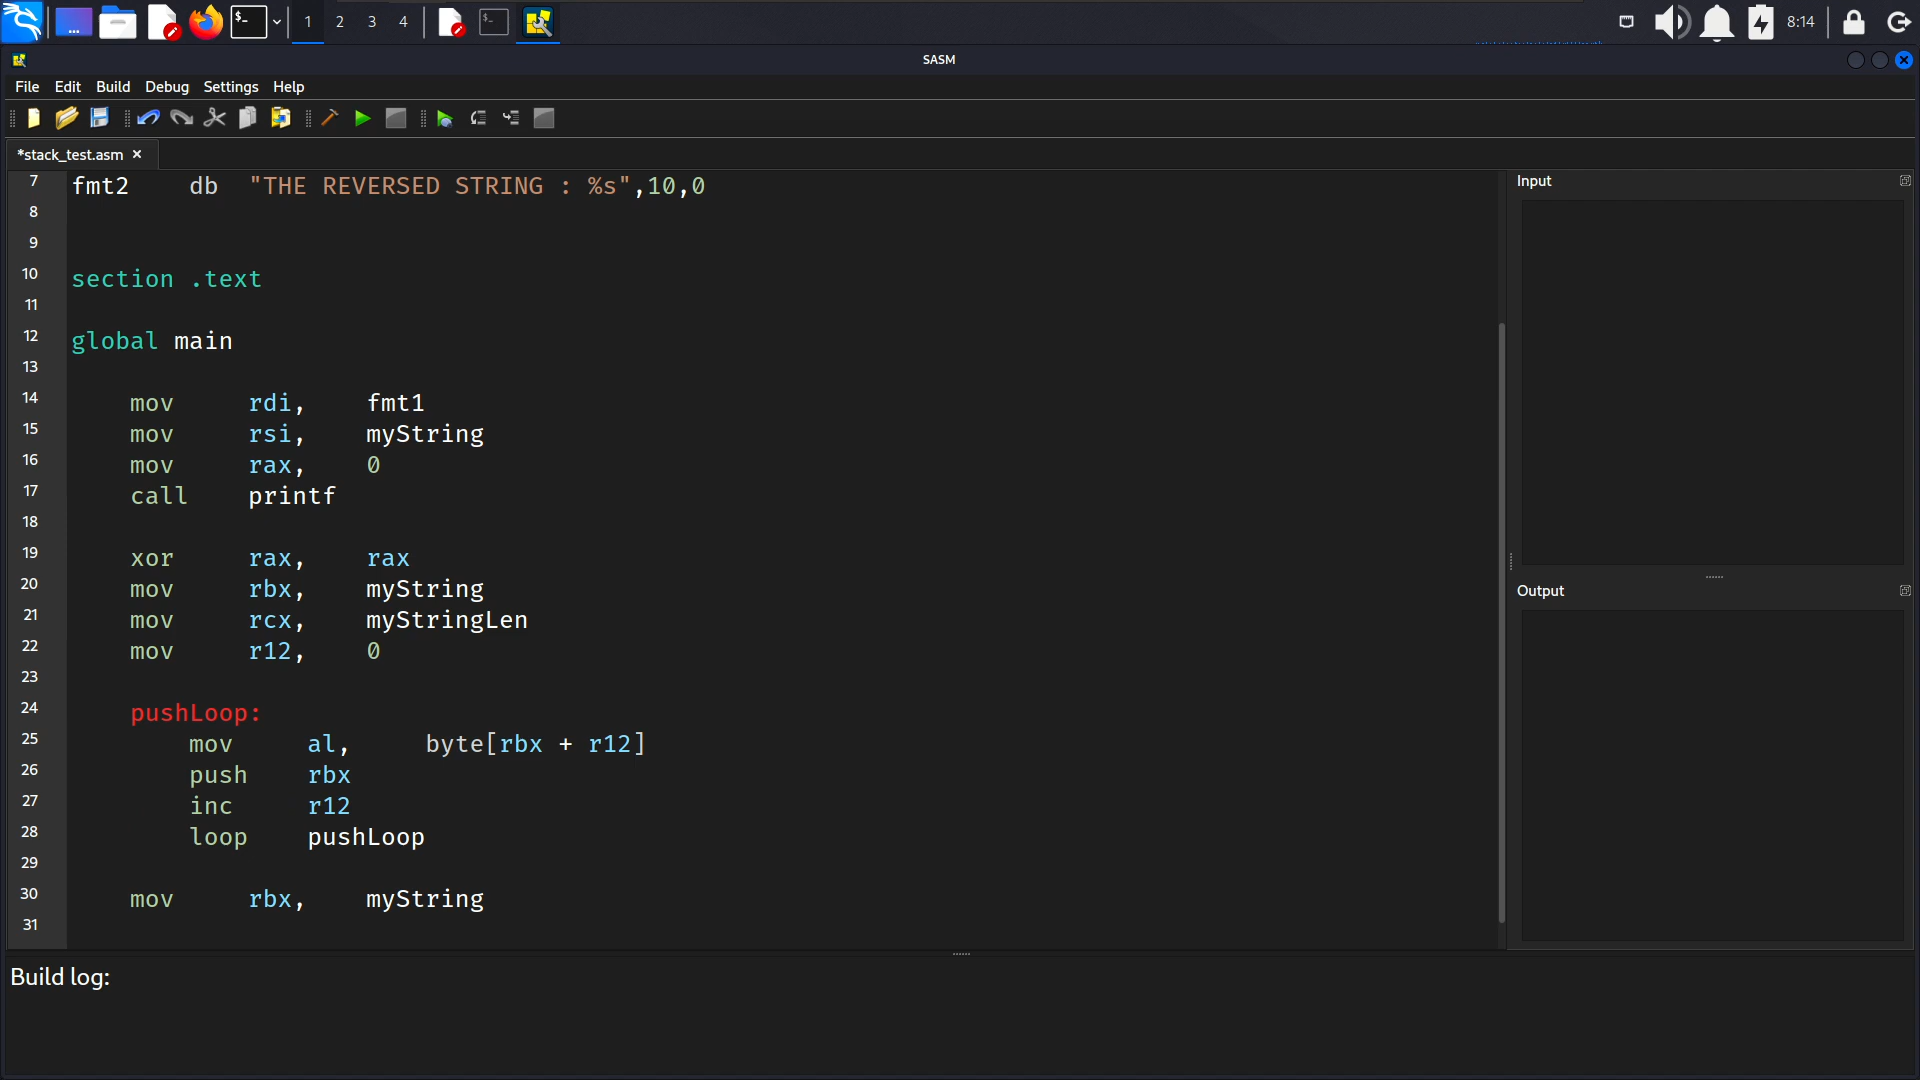 $-
1 2 3 4
$-
8:14
SASM
File Edit Build Debug Settings Help
*stack_test.asm ×
7 fmt2 db "THE REVERSED STRING : %s",10,0
8
9
10 section .text
11
12 global main
13
14 mov rdi, fmt1
15 mov rsi, myString
16 mov rax, 0
17 call printf
18
19 xor rax, rax
20 mov rbx, myString
21 mov rcx, myStringLen
22 mov r12, 0
23
24 pushLoop:
25 mov al, byte[rbx + r12]
26 push rbx
27 inc r12
28 loop pushLoop
29
30 mov rbx, myString
31
Input
Output
Build log: